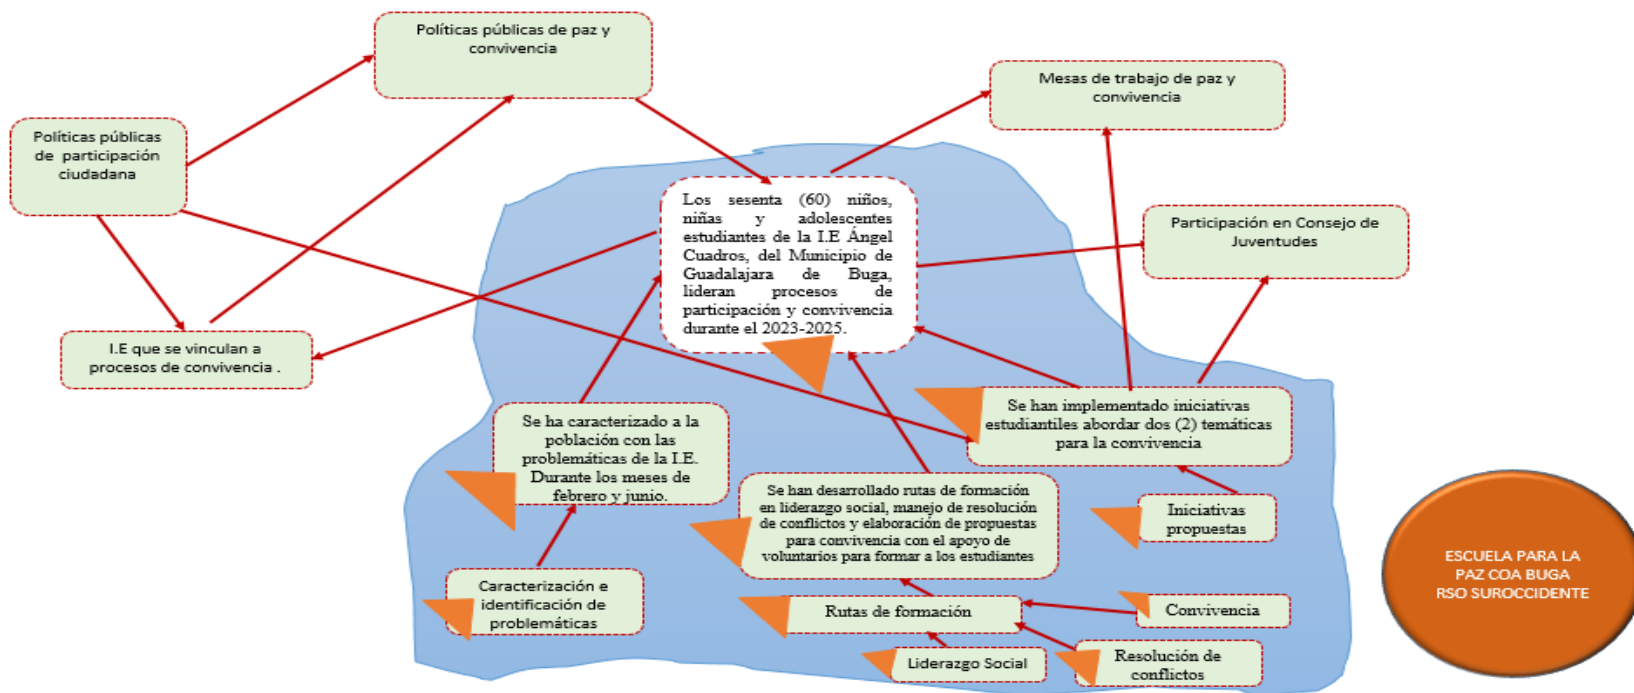 Políticas públicas de paz y
convivencia
Mesas de trabajo de paz y
convivencia
Políticas públicas
de participación
ciudadana
Los sesenta (60) niños,
niñas y adolescentes
estudiantes de la I.E Ángel
Cuadros, del Municipio de
Guadalajara de Buga,
lideran procesos de
participación y convivencia
durante el 2023-2025.
Participación en Consejo de
Juventudes
I.E que se vinculan a
procesos de convivencia .
Se ha caracterizado a la
población con las
problemáticas de la I.E.
Durante los meses de
febrero y junio.
Se han implementado iniciativas
estudiantiles abordar dos (2) temáticas
para la convivencia
Se han desarrollado rutas de formación
en liderazgo social, manejo de resolución
de conflictos y elaboración de propuestas
para convivencia con el apoyo de
voluntarios para formar a los estudiantes
Iniciativas
propuestas
ESCUELA PARA LA
PAZ COA BUGA
RSO SUROCCIDENTE
Caracterización e
identificación de
problemáticas
Rutas de formación
Convivencia
Liderazgo Social
Resolución de
conflictos